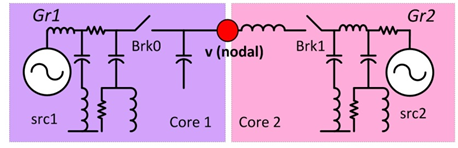 Gr1
Gr2
Brk0
v (nodal)
Brk1
src1
Core 1
Core 2
src2